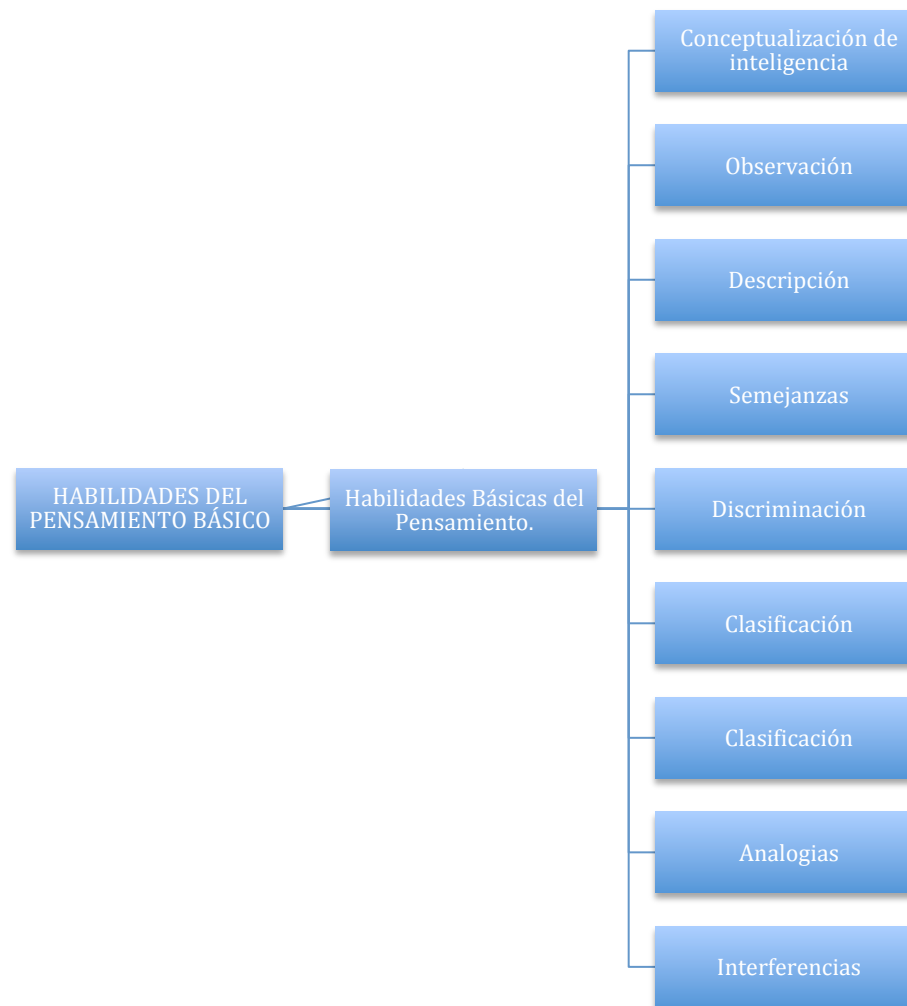 Conceptualización de
inteligencia
Observación
Descripción
Semejanzas
HABILIDADES DEL
PENSAMIENTO BÁSICO
Habilidades Básicas del
Pensamiento.
Discriminación
Clasificación
Clasificación
Analogias
Interferencias